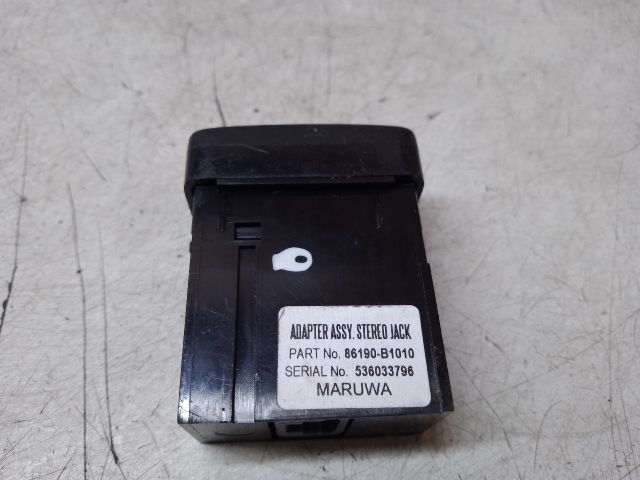 ADAPTER ASSY. STEREO JACK
PART No. 86190-B1010
SERIAL No. 536033796
MARUWA